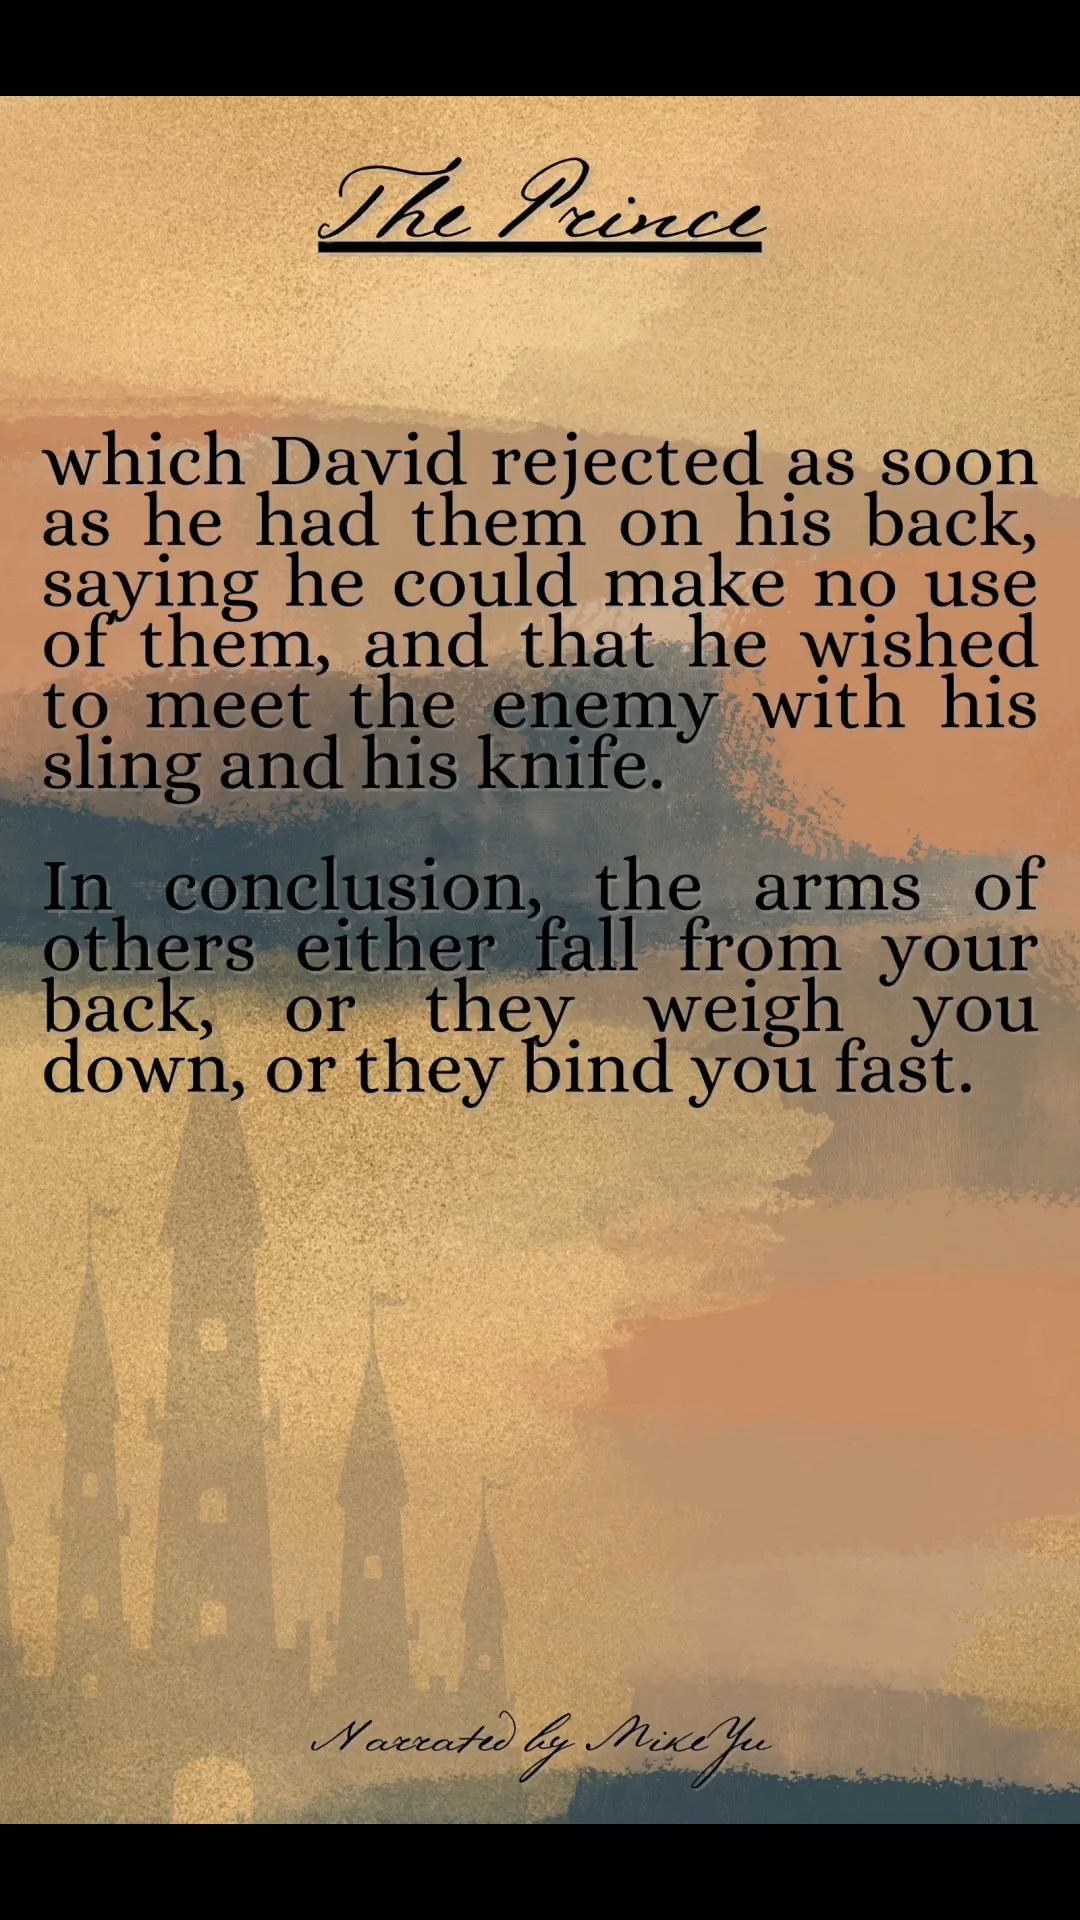 The Prince
which David rejected as soon
as he had them on his back,
saying he could make no use
of them, and that he wished
to meet the enemy with his
sling and his knife.
In conclusion, the arms of
others either fall from your
back, or they weigh you
down, or they bind you fast.
Narrated by Mike Yu